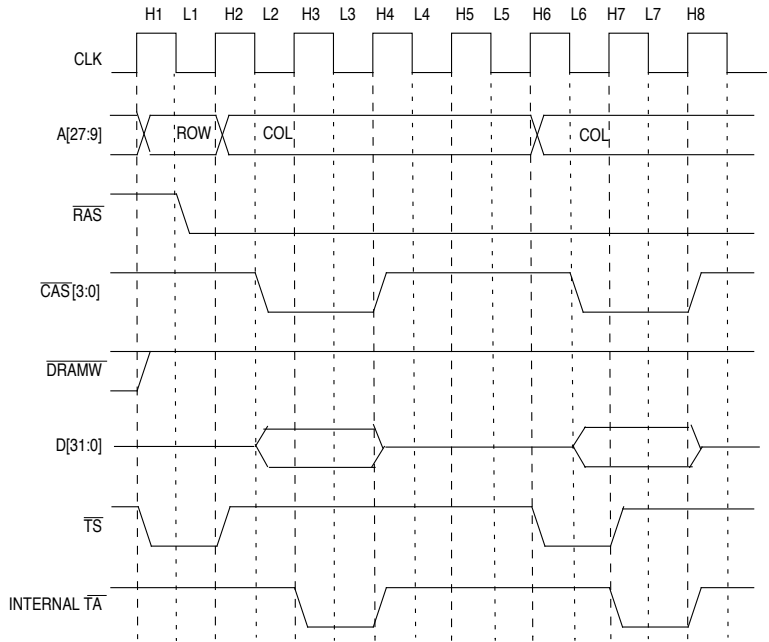 H1 L1 H2 L2 H3 L3 H4 L4 H5 L5 H6 L6 H7 L7 H8
CLK
A[27:9] ROW COL COL
RAS
CAS[3:0]
DRAMW
D[31:0]
TS
INTERNAL TA